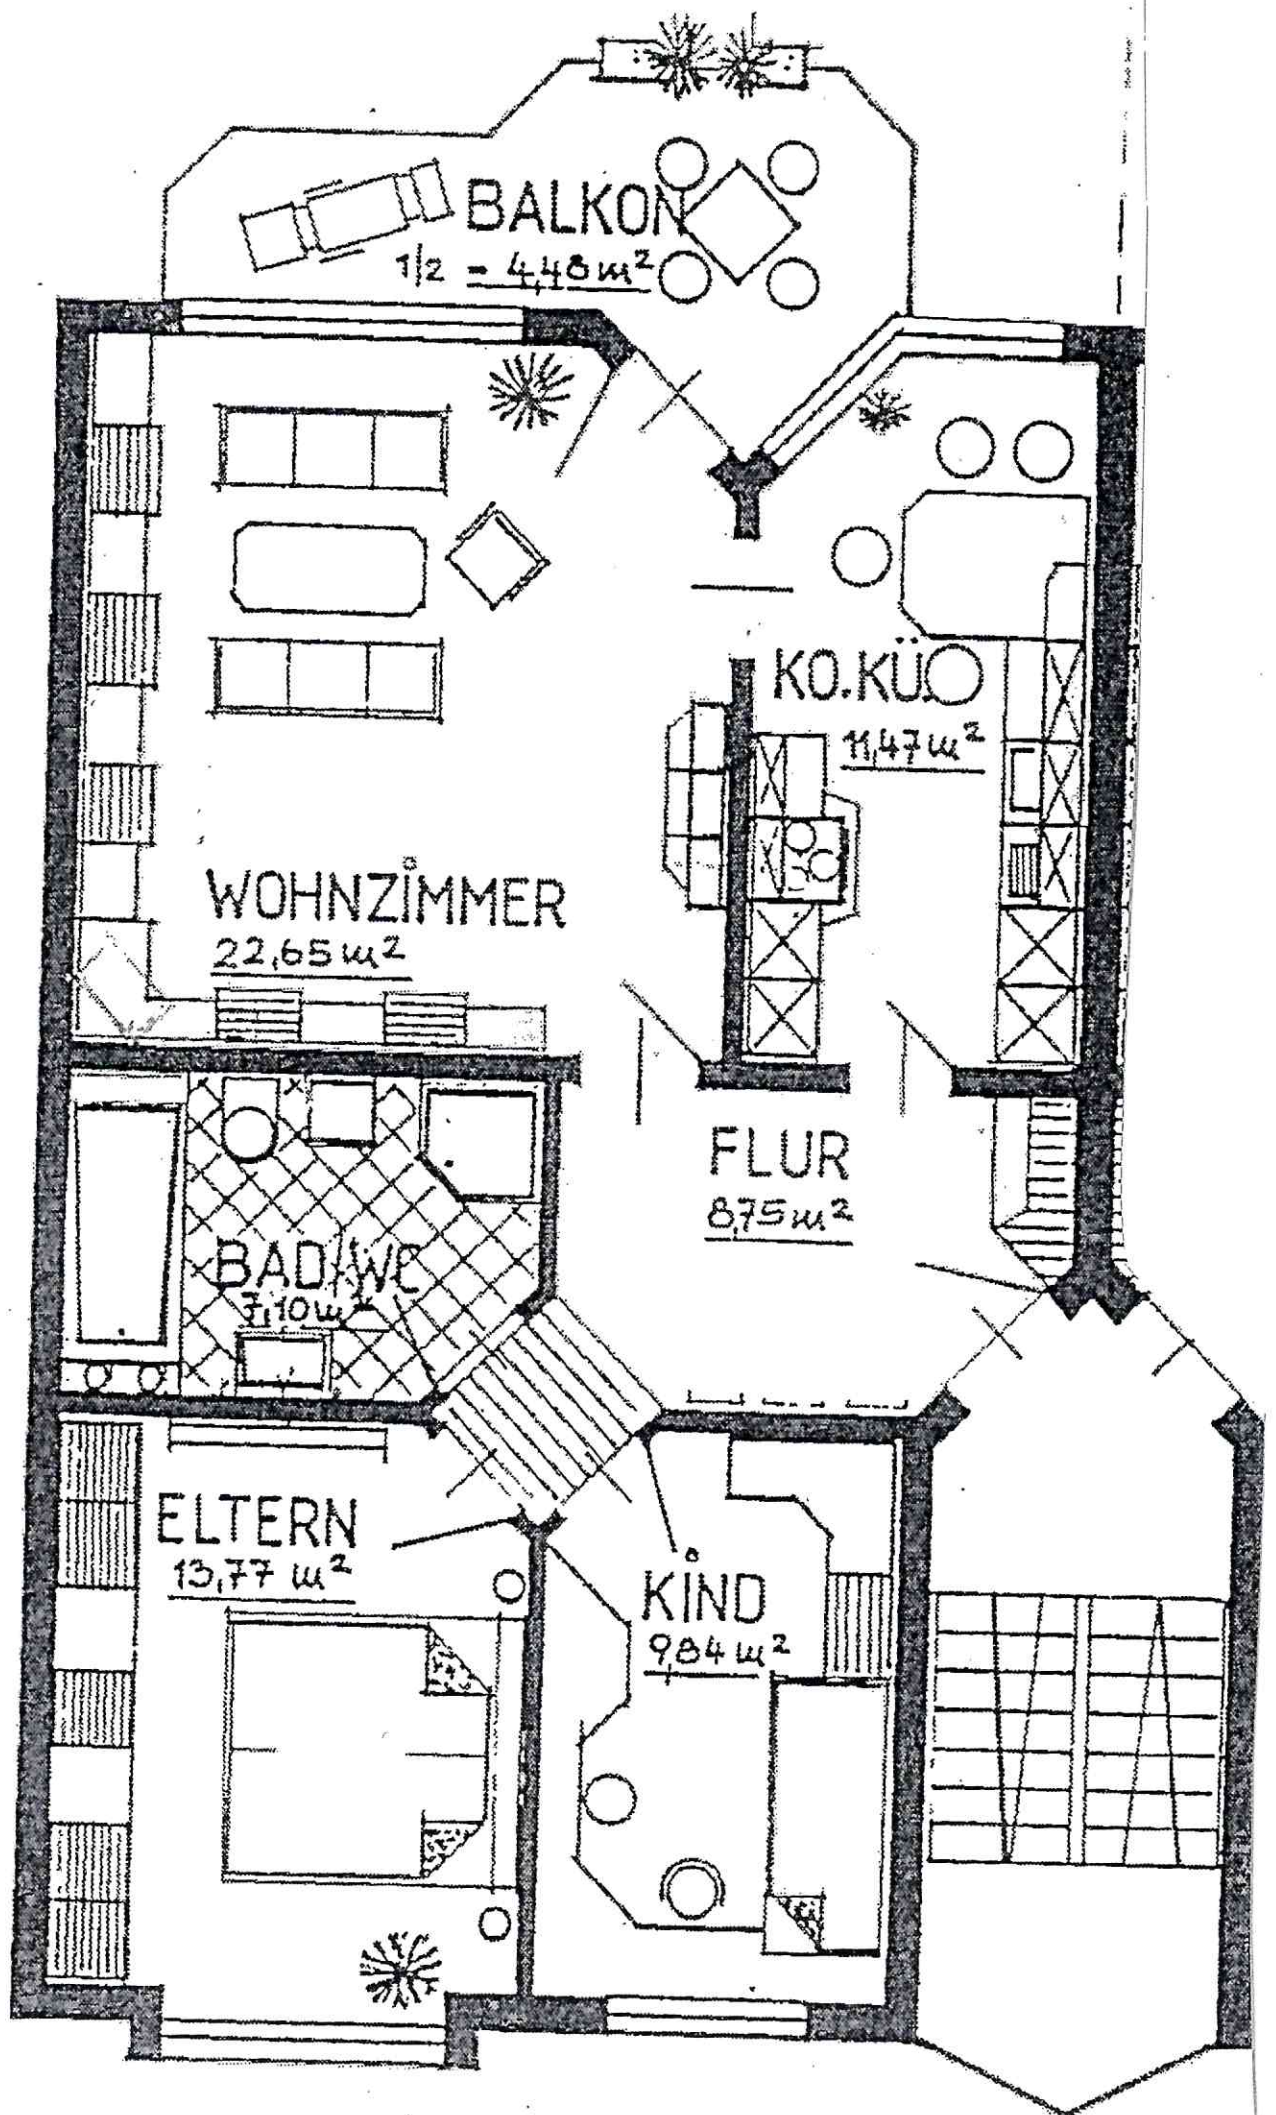 BALKON
1/2 = 4,48 m²
KO.KÜ.
11,47 m²
WOHNZIMMER
22,65 m²
FLUR
8,75 m²
BAD/WC
7,10 m²
ELTERN
13,77 m²
KIND
9,84 m²